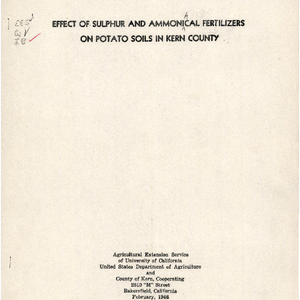 EFFECT OF SULPHUR AND AMMONICAL FERTILIZERS
ON POTATO SOILS IN KERN COUNTY
Agricultural Extension Service
of University of California
United States Department of Agriculture
and
County of Kern, Cooperating
2610 "M" Street
Bakersfield, California
February, 1946